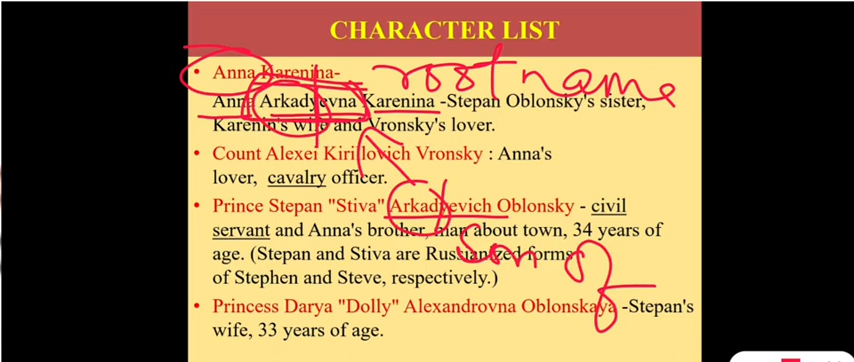 CHARACTER LIST
• Anna Karenina-
root name
Anna Arkadyevna Karenina -Stepan Oblonsky's sister,
Karenin's wife and Vronsky's lover.
• Count Alexei Kirillovich Vronsky : Anna's
lover, cavalry officer.
• Prince Stepan "Stiva" Arkadyevich Oblonsky - civil
servant and Anna's brother, man about town, 34 years of
son of
age. (Stepan and Stiva are Russianized forms
of Stephen and Steve, respectively.)
• Princess Darya "Dolly" Alexandrovna Oblonskaya -Stepan's
wife, 33 years of age.